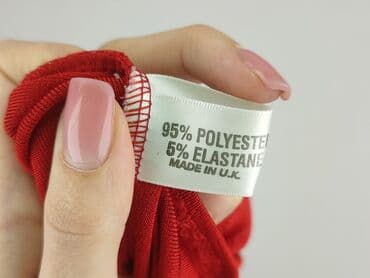 95% POLYESTER
5% ELASTANE
MADE IN U.K.